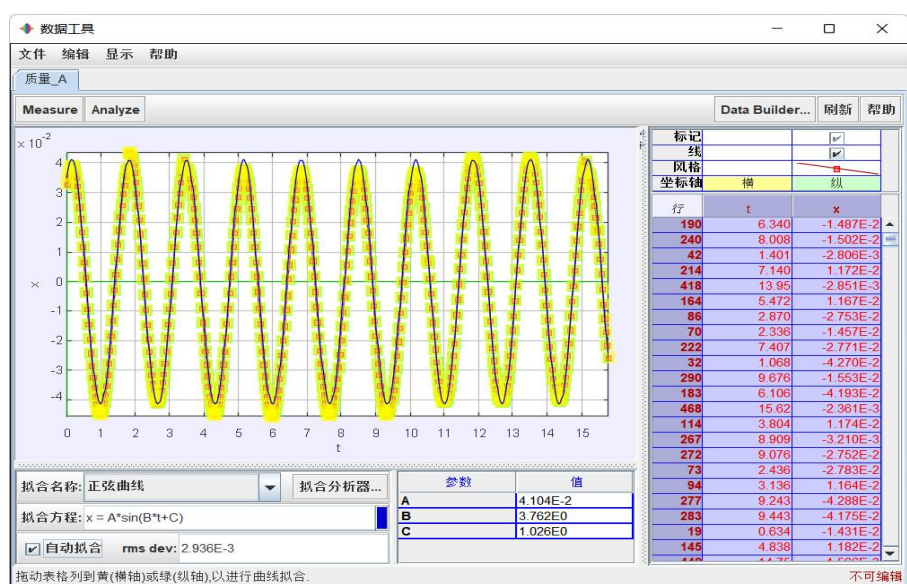 数据工具
文件 编辑 显示 帮助
质量_A
Measure Analyze Data Builder... 刷新 帮助
×10⁻²
4
3
2
1
0
-1
-2
-3
-4
x
0 1 2 3 4 5 6 7 8 9 10 11 12 13 14 15
t
标记
线
风格
坐标轴 横 纵
行 t x
190 6.340 -1.487E-2
240 8.008 -1.502E-2
42 1.401 -2.806E-3
214 7.140 1.172E-2
418 13.95 -2.851E-3
164 5.472 1.167E-2
86 2.870 -2.753E-2
70 2.336 -1.457E-2
222 7.407 -2.771E-2
32 1.068 -4.270E-2
290 9.676 -1.553E-2
183 6.106 -4.193E-2
468 15.62 -2.361E-3
114 3.804 1.174E-2
267 8.909 -3.210E-3
272 9.076 -2.752E-2
73 2.436 -2.783E-2
94 3.136 1.164E-2
277 9.243 -4.288E-2
283 9.443 -4.175E-2
19 0.634 -1.431E-2
145 4.838 1.182E-2
拟合名称: 正弦曲线 拟合分析器...
拟合方程: x = A*sin(B*t+C)
自动拟合 rms dev: 2.936E-3
参数 值
A 4.104E-2
B 3.762E0
C 1.026E0
拖动表格列到黄(横轴)或绿(纵轴),以进行曲线拟合.
不可编辑